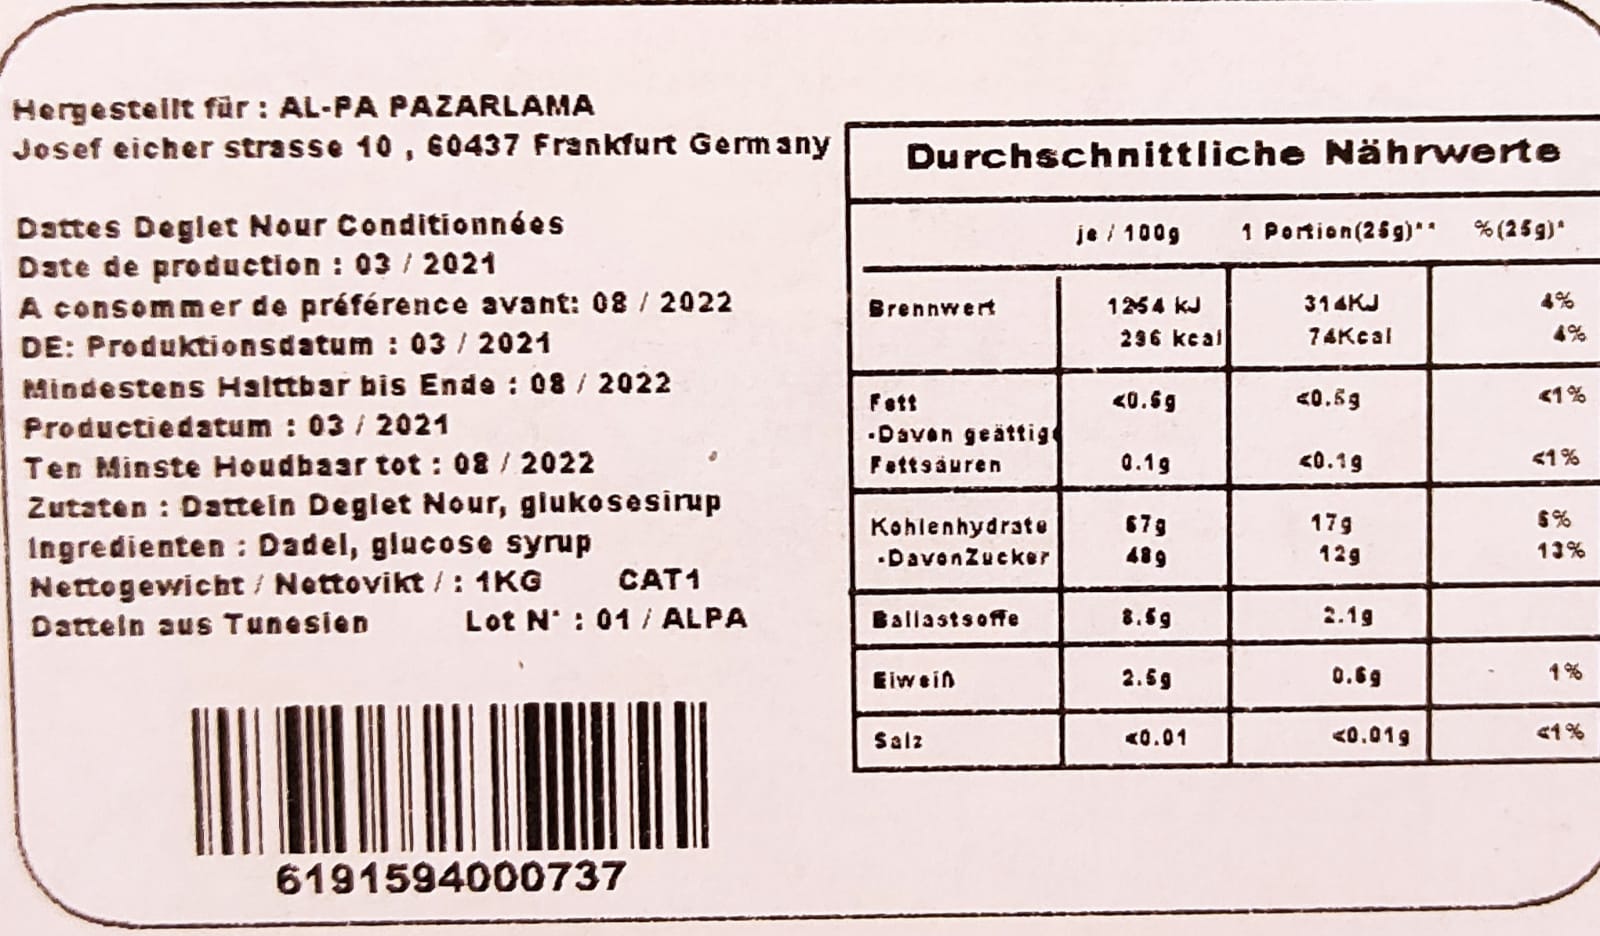 Hergestellt für : AL-PA PAZARLAMA
Josef eicher strasse 10 , 60437 Frankfurt Germany
Dattes Deglet Nour Conditionnées
Date de production : 03 / 2021
A consommer de préférence avant: 08 / 2022
DE: Produktionsdatum : 03 / 2021
Mindestens Halttbar bis Ende : 08 / 2022
Productiedatum : 03 / 2021
Ten Minste Houdbaar tot : 08 / 2022
Zutaten : Datteln Deglet Nour, glukosesirup
Ingredienten : Dadel, glucose syrup
Nettogewicht / Nettovikt / : 1KG CAT1
Datteln aus Tunesien Lot N° : 01 / ALPA
6191594000737
Durchschnittliche Nährwerte
je / 100g 1 Portion(25g)** %(25g)*
Brennwert 1254 kJ 314KJ 4%
296 kcal 74Kcal 4%
Fett <0.5g <0.5g <1%
-Davon geättige
Fettsäuren 0.1g <0.1g <1%
Kohlenhydrate 67g 17g
-DavonZucker 48g 12g 13%
Ballastsoffe 8.5g 2.1g
Eiweiß 2.5g 0.6g 1%
Salz <0.01 <0.01g <1%